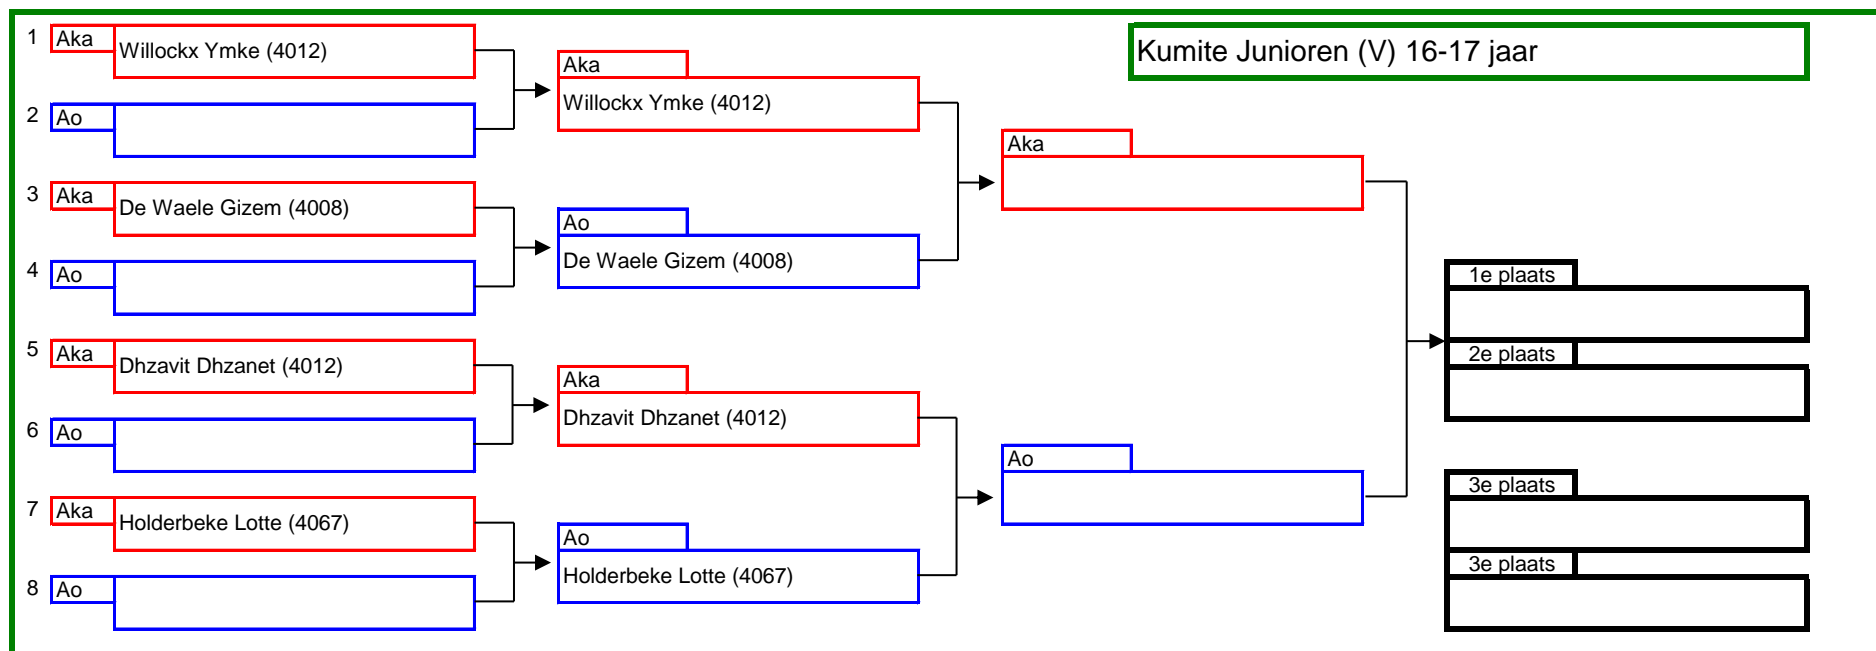 Kumite Junioren (V) 16-17 jaar
1 Aka
Willockx Ymke (4012)
2 Ao
3 Aka
De Waele Gizem (4008)
4 Ao
5 Aka
Dhzavit Dhzanet (4012)
6 Ao
7 Aka
Holderbeke Lotte (4067)
8 Ao
Aka
Willockx Ymke (4012)
Ao
De Waele Gizem (4008)
Aka
Dhzavit Dhzanet (4012)
Ao
Holderbeke Lotte (4067)
Aka
Ao
1e plaats
2e plaats
3e plaats
3e plaats